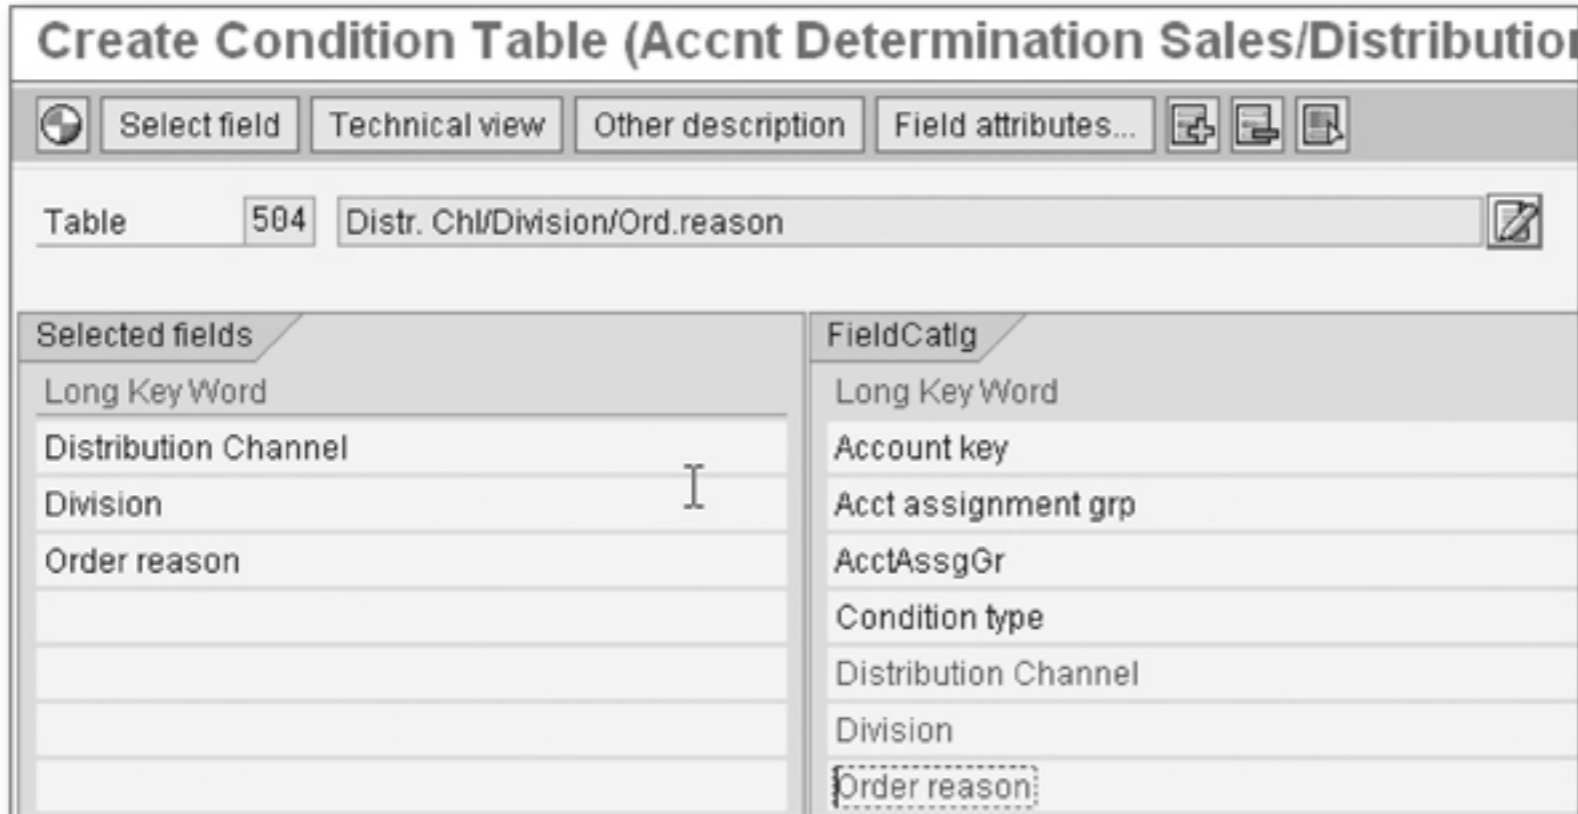 Create Condition Table (Accnt Determination Sales/Distribution
Select field Technical view Other description Field attributes...
Table 504 Distr. Chl/Division/Ord.reason
Selected fields
Long Key Word
Distribution Channel
Division
Order reason
FieldCatlg
Long Key Word
Account key
Acct assignment grp
AcctAssgGr
Condition type
Distribution Channel
Division
Order reason